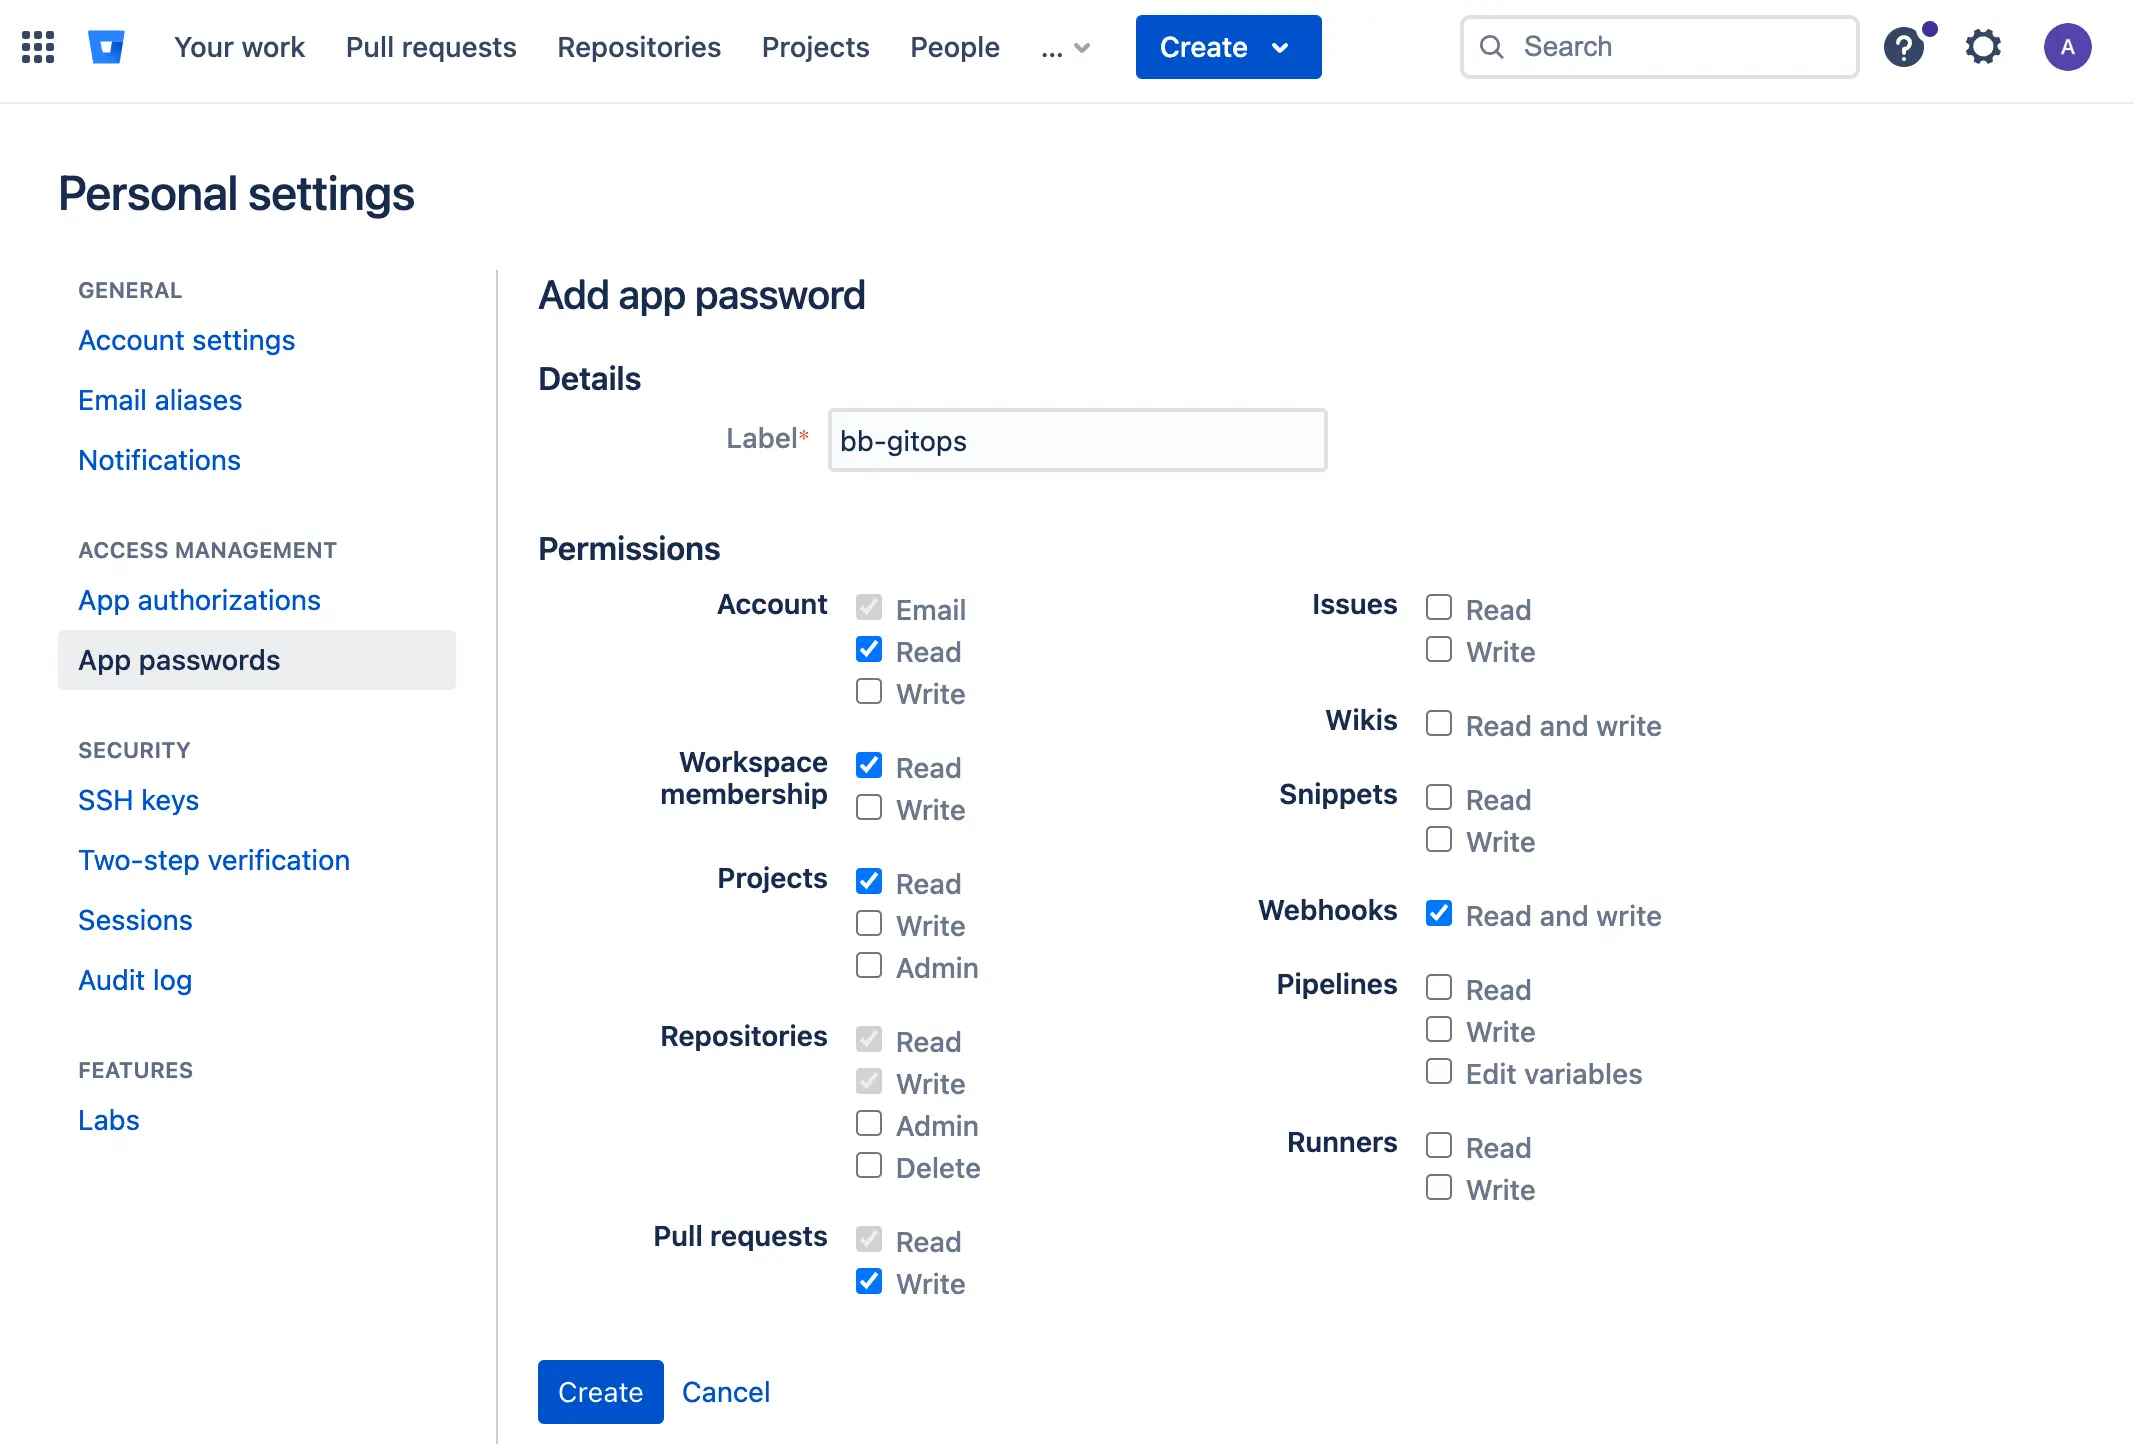 Your work
Pull requests
Repositories
Projects
People
...
Create
Search
?
A
Personal settings
GENERAL
Account settings
Email aliases
Notifications
ACCESS MANAGEMENT
App authorizations
App passwords
SECURITY
SSH keys
Two-step verification
Sessions
Audit log
FEATURES
Labs
Add app password
Details
Label*
bb-gitops
Permissions
Account
Email
Read
Write
Workspace
membership
Read
Write
Projects
Read
Write
Admin
Repositories
Read
Write
Admin
Delete
Pull requests
Read
Write
Issues
Read
Write
Wikis
Read and write
Snippets
Read
Write
Webhooks
Read and write
Pipelines
Read
Write
Edit variables
Runners
Read
Write
Create
Cancel